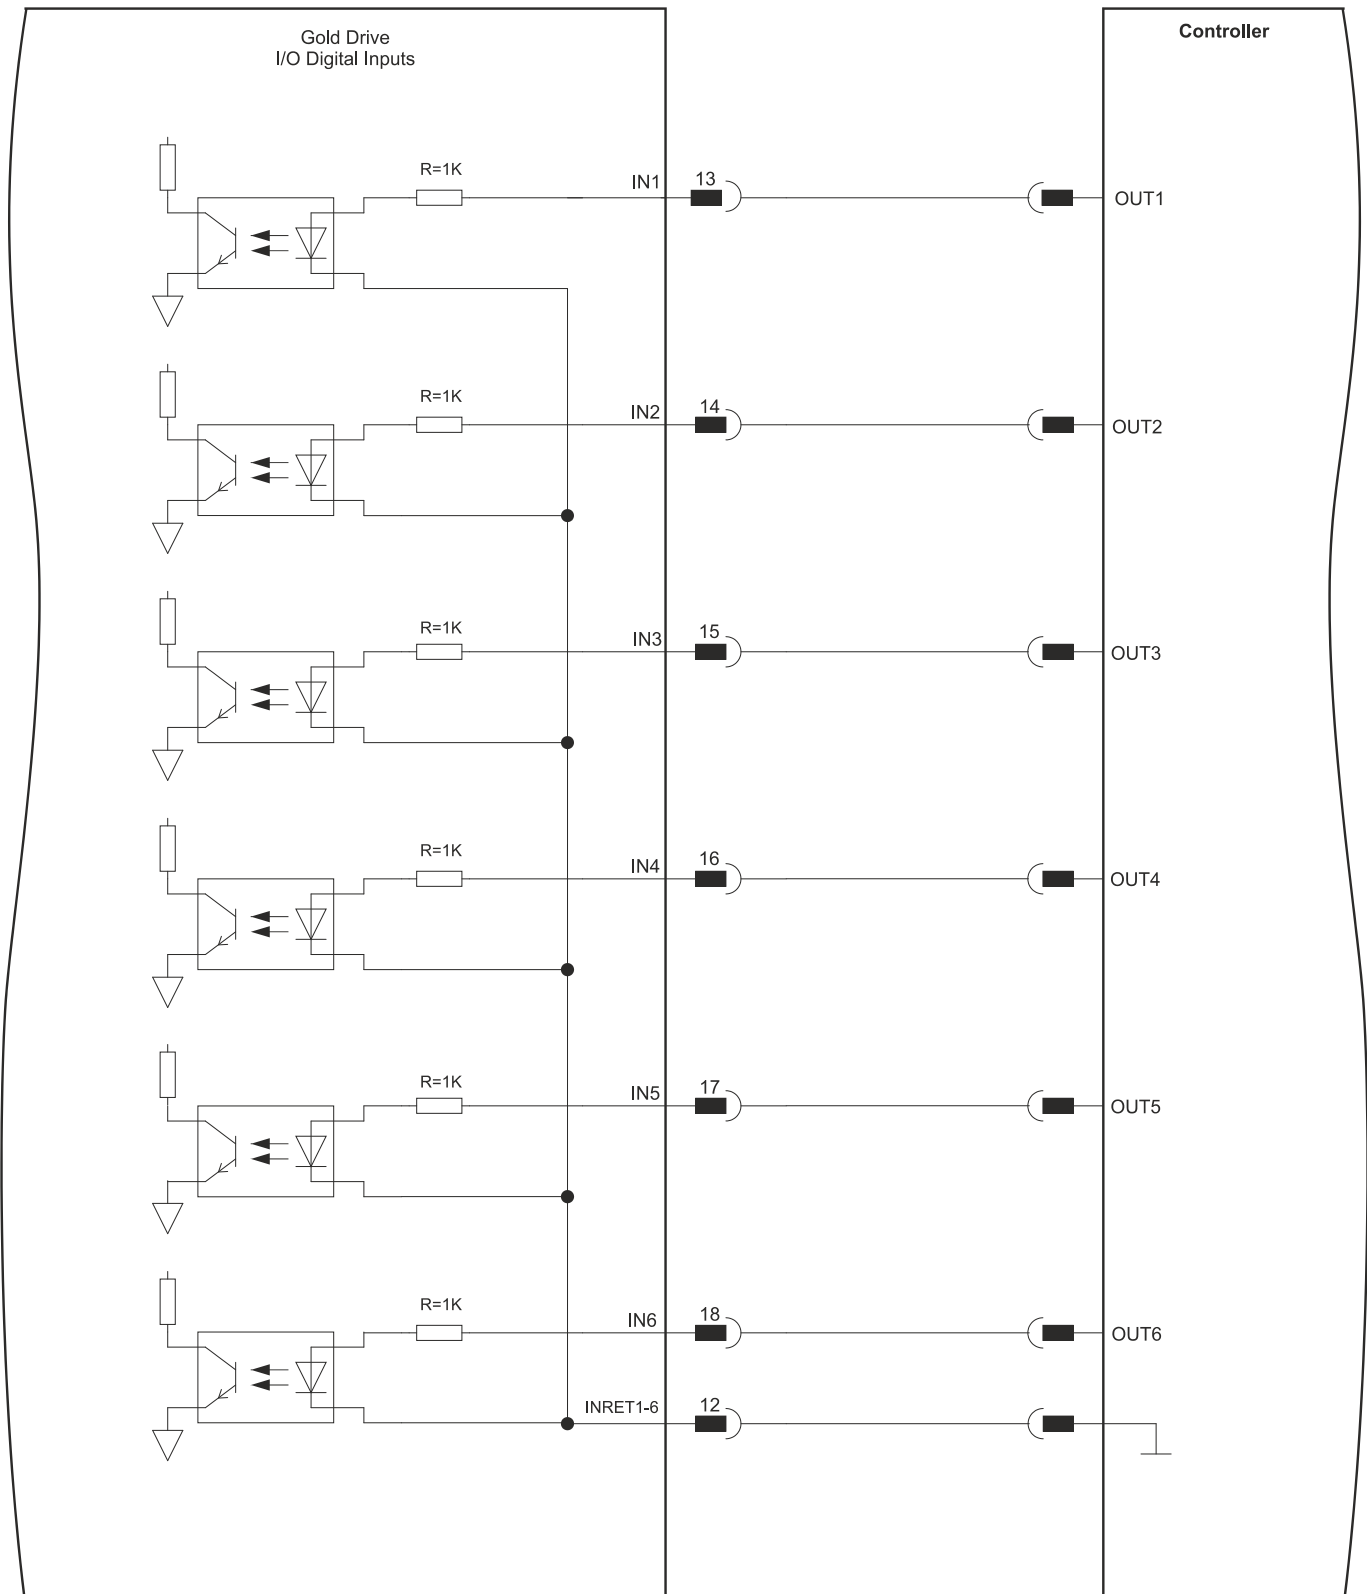 Gold Drive
I/O Digital Inputs
Controller
R=1K
IN1
13
OUT1
R=1K
IN2
14
OUT2
R=1K
IN3
15
OUT3
R=1K
IN4
16
OUT4
R=1K
IN5
17
OUT5
R=1K
IN6
18
OUT6
INRET1-6
12